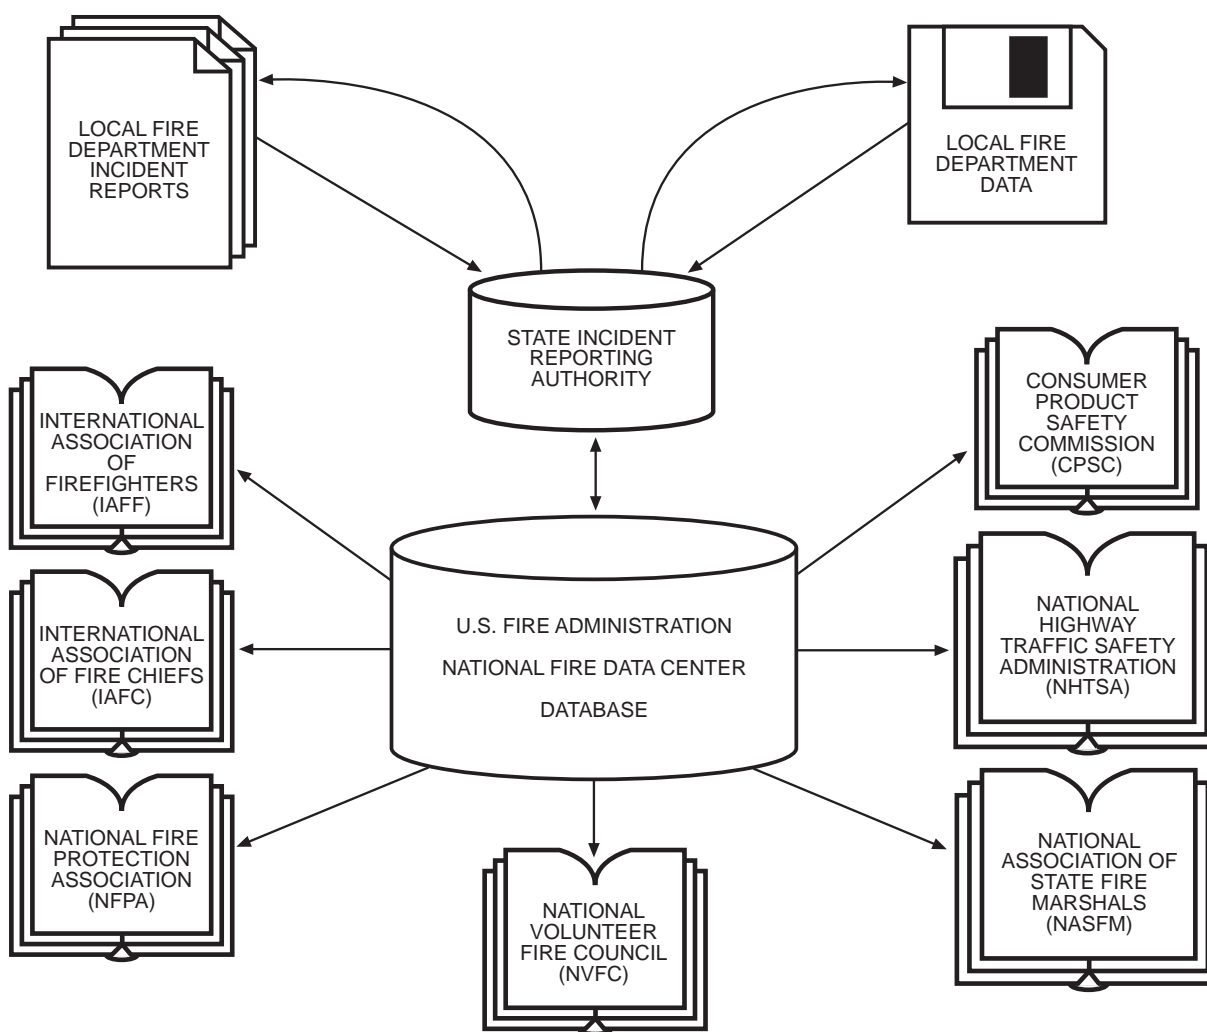 LOCAL FIRE
DEPARTMENT
INCIDENT
REPORTS
LOCAL FIRE
DEPARTMENT
DATA
STATE INCIDENT
REPORTING
AUTHORITY
INTERNATIONAL
ASSOCIATION
OF
FIREFIGHTERS
(IAFF)
CONSUMER
PRODUCT
SAFETY
COMMISSION
(CPSC)
U.S. FIRE ADMINISTRATION
NATIONAL FIRE DATA CENTER
DATABASE
INTERNATIONAL
ASSOCIATION
OF FIRE CHIEFS
(IAFC)
NATIONAL
HIGHWAY
TRAFFIC SAFETY
ADMINISTRATION
(NHTSA)
NATIONAL FIRE
PROTECTION
ASSOCIATION
(NFPA)
NATIONAL
VOLUNTEER
FIRE COUNCIL
(NVFC)
NATIONAL
ASSOCIATION OF
STATE FIRE
MARSHALS
(NASFM)